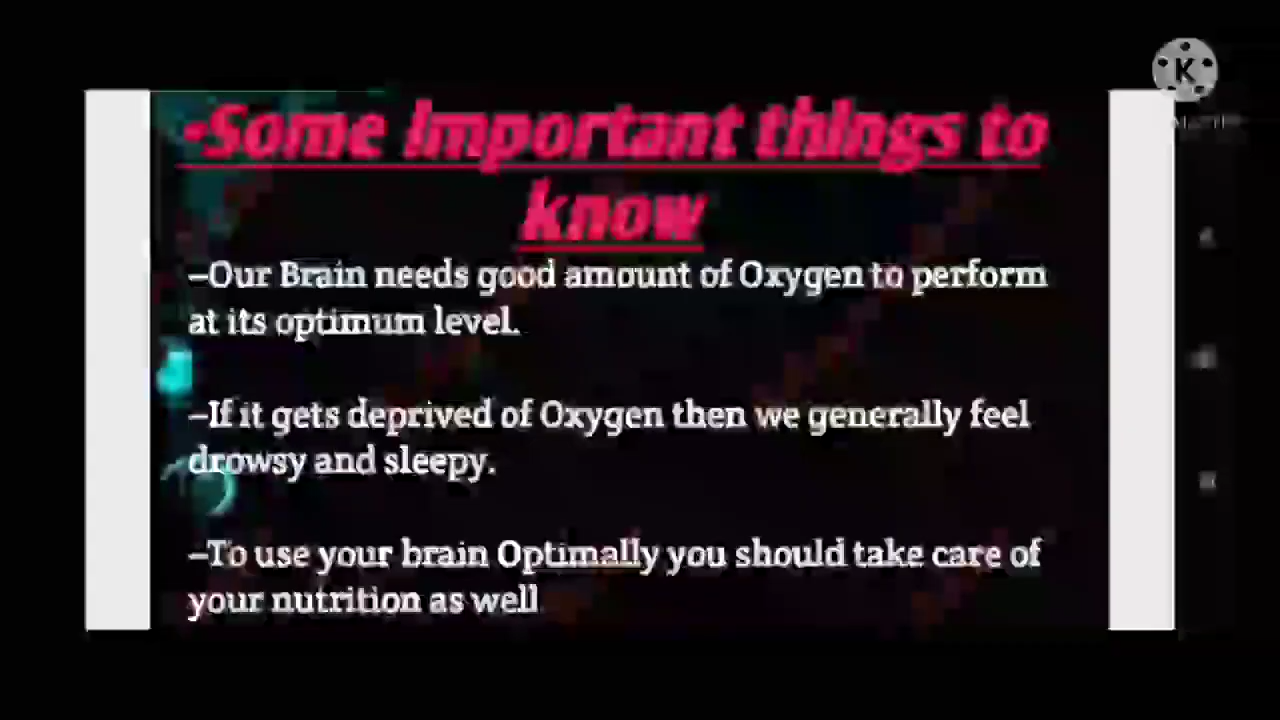 •Some important things to
know
–Our Brain needs good amount of Oxygen to perform
at its optimum level.
–If it gets deprived of Oxygen then we generally feel
drowsy and sleepy.
–To use your brain Optimally you should take care of
your nutrition as well
K